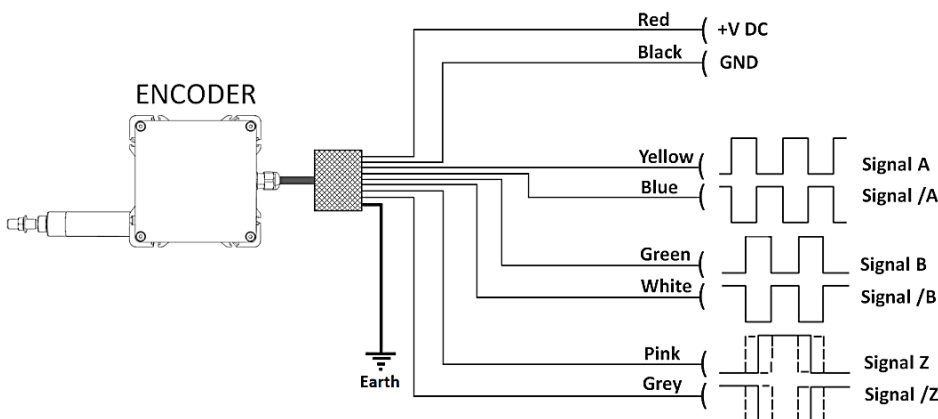 Red +V DC
Black GND
ENCODER
Yellow Signal A
Blue Signal /A
Green Signal B
White Signal /B
Pink Signal Z
Earth
Grey Signal /Z